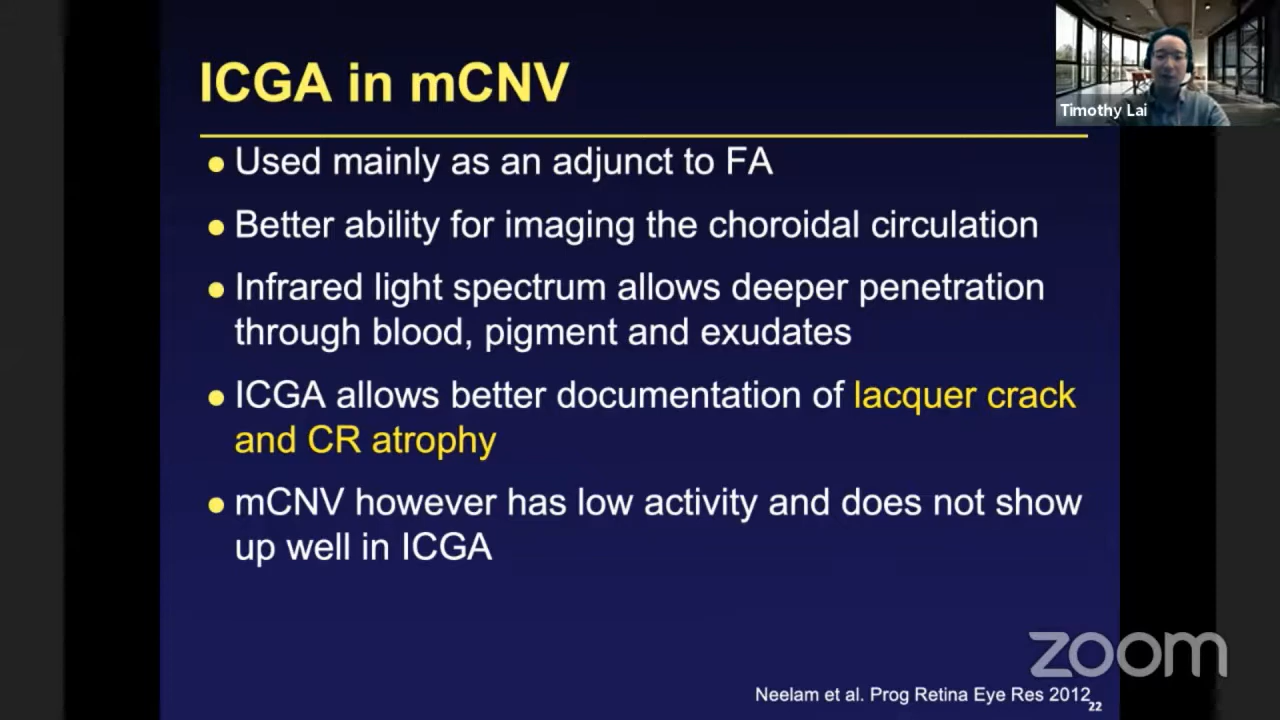 ICGA in mCNV
Timothy Lai
● Used mainly as an adjunct to FA
● Better ability for imaging the choroidal circulation
● Infrared light spectrum allows deeper penetration
through blood, pigment and exudates
● ICGA allows better documentation of lacquer crack
and CR atrophy
● mCNV however has low activity and does not show
up well in ICGA
zoom
Neelam et al. Prog Retina Eye Res 2012
22